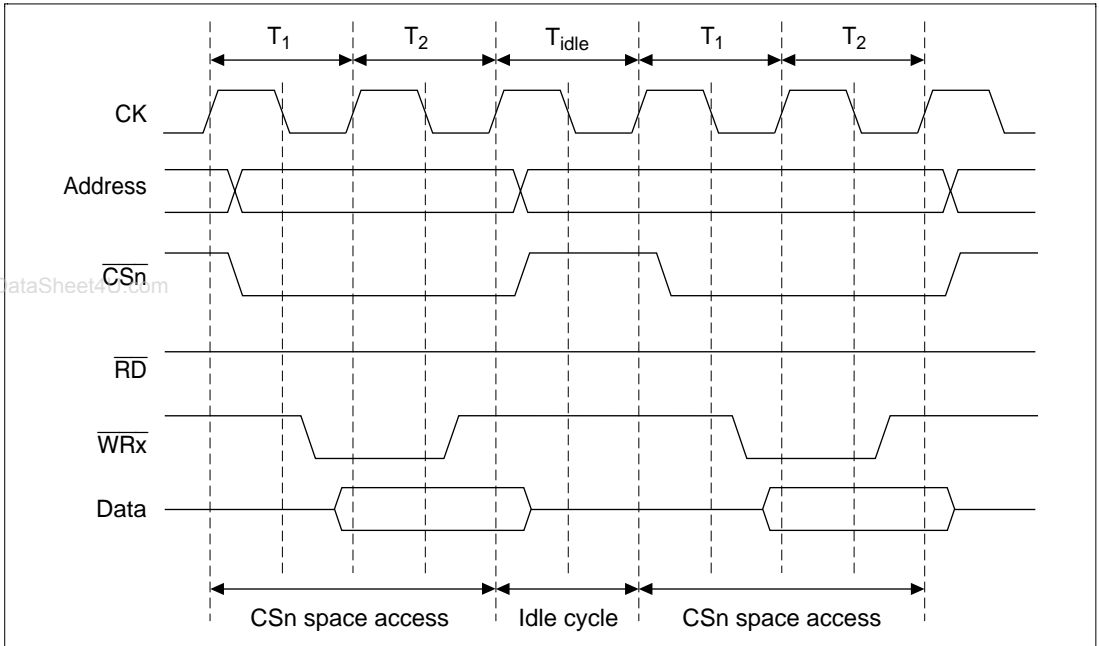 T1 T2 Tidle T1 T2
CK
Address
CSn
DataSheet4U.com
RD
WRx
Data
CSn space access Idle cycle CSn space access